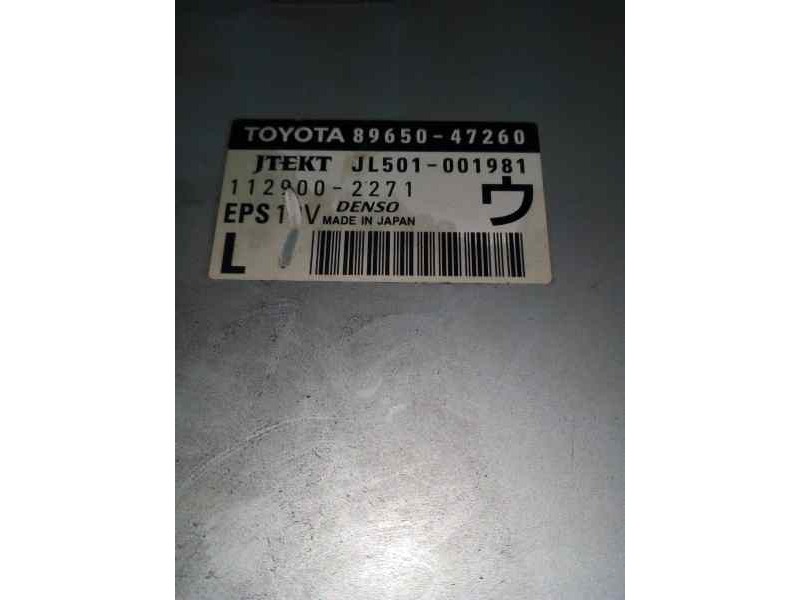 TOYOTA 89650-47260
JTEKT JL501-001981
112900-2271
EPS DENSO ウ
MADE IN JAPAN
L